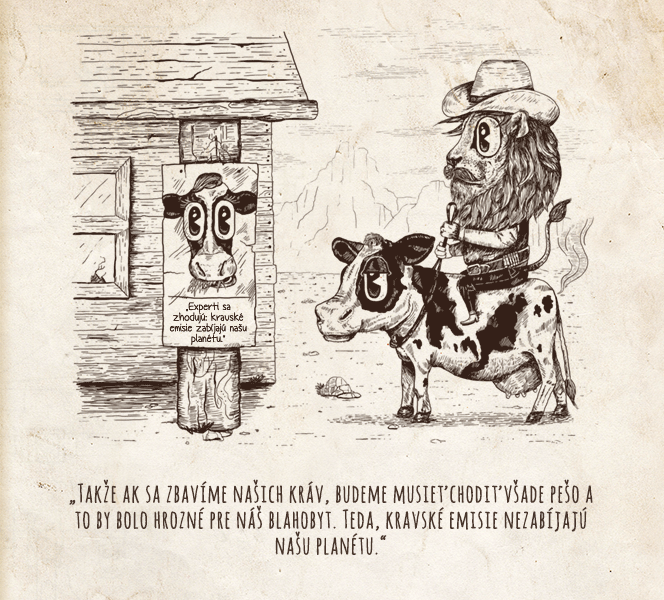 „Experti sa
zhodujú: kravské
emisie zabíjajú našu
planétu.“
„Takže ak sa zbavíme našich kráv, budeme musieť chodiť všade pešo a
to by bolo hrozné pre náš blahobyt. Teda, kravské emisie nezabíjajú
našu planétu.“